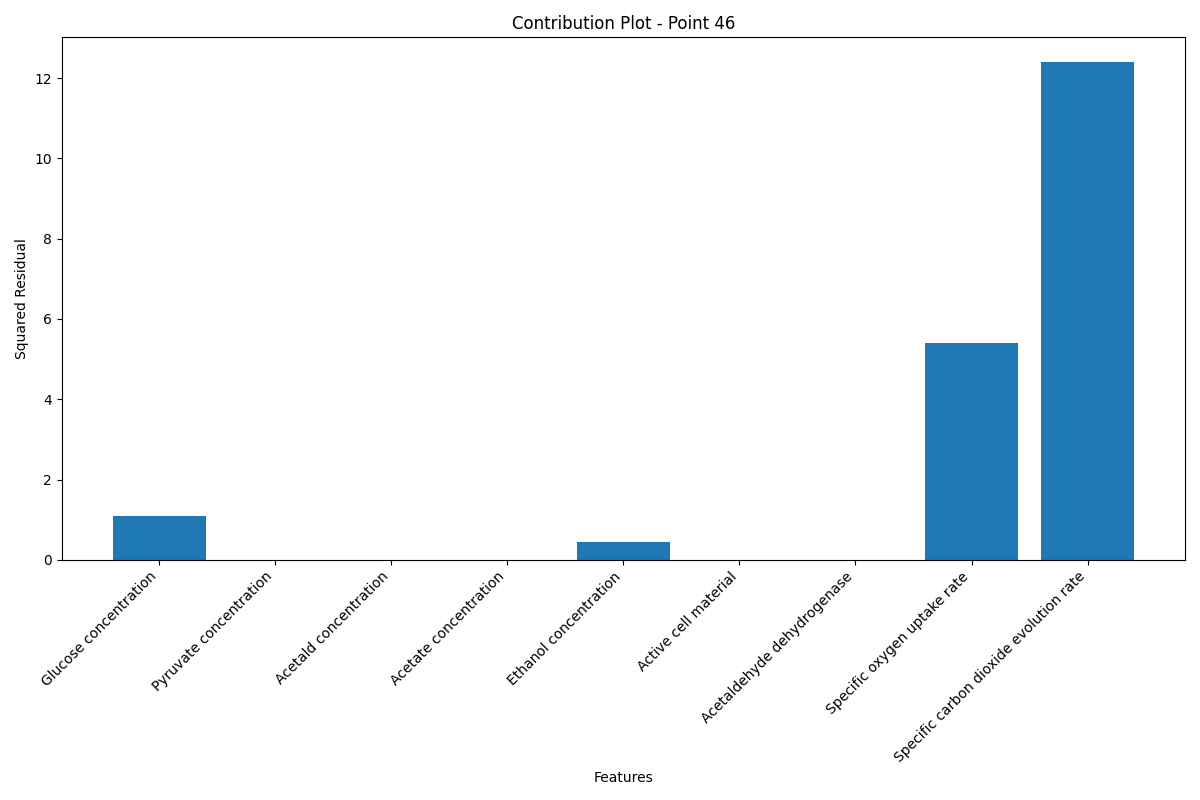 Contribution Plot - Point 46
Squared Residual
12
10
8
6
4
2
0
Glucose concentration
Pyruvate concentration
Acetald concentration
Acetate concentration
Ethanol concentration
Active cell material
Acetaldehyde dehydrogenase
Specific oxygen uptake rate
Specific carbon dioxide evolution rate
Features